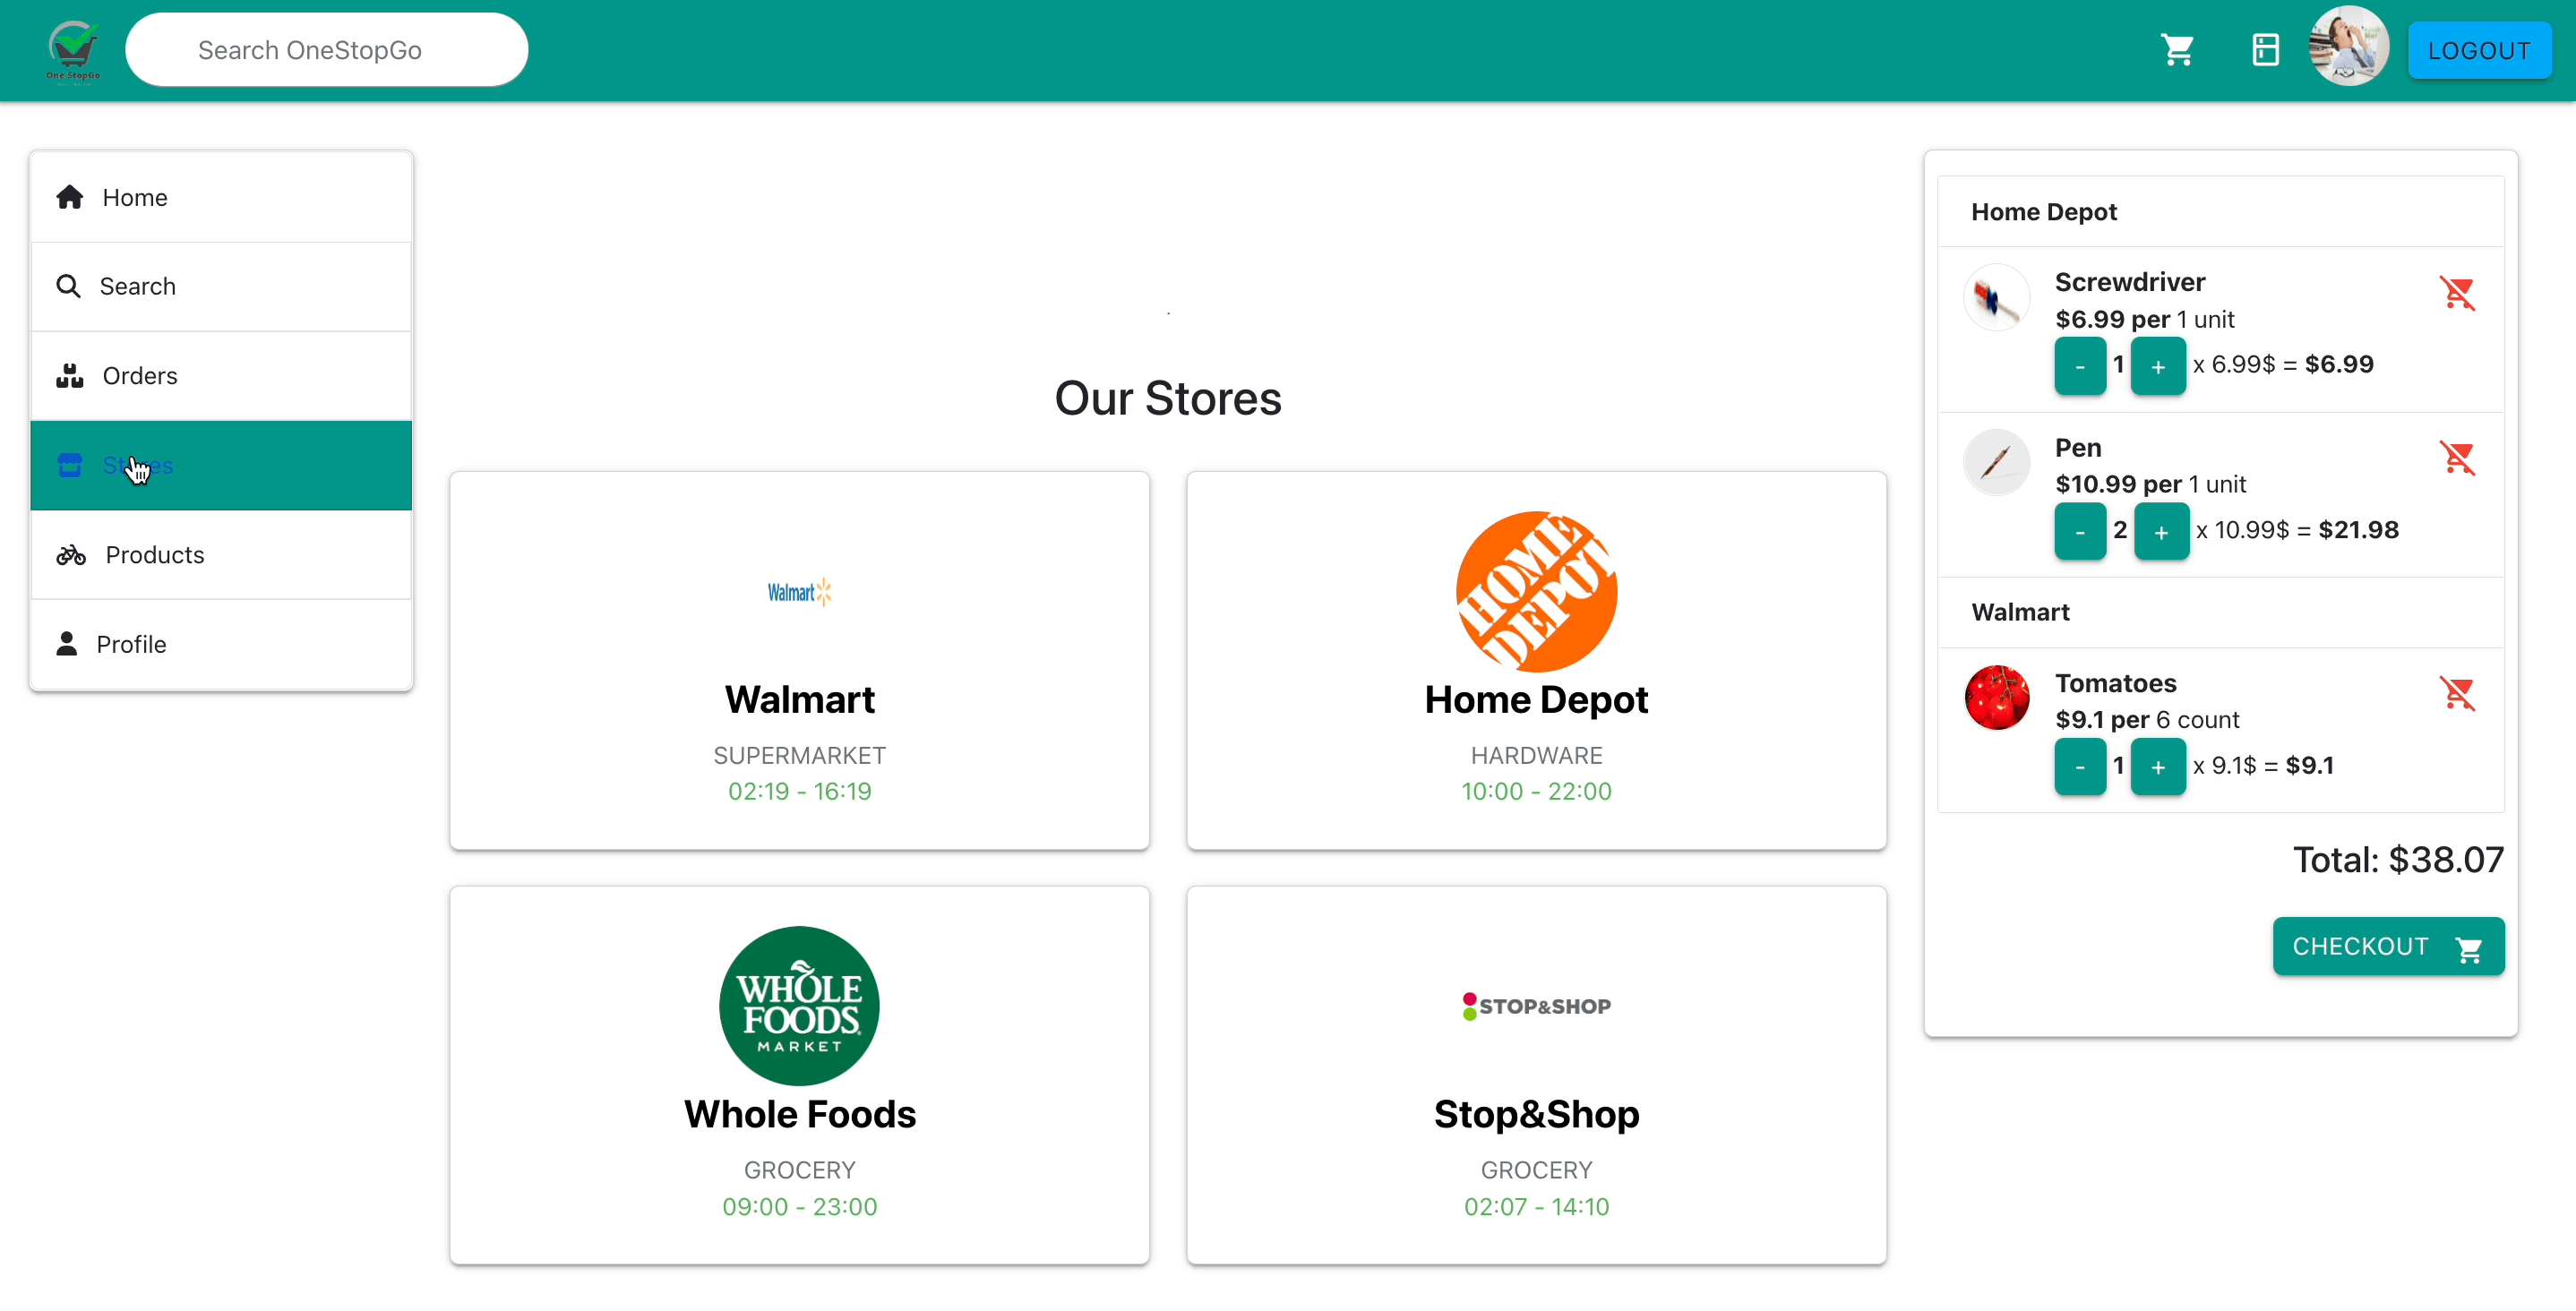 One StopGo
Search OneStopGo
LOGOUT
Home
Search
Orders
Stores
Products
Profile
Our Stores
Walmart
Walmart
SUPERMARKET
02:19 - 16:19
HOME
DEPOT
Home Depot
HARDWARE
10:00 - 22:00
WHOLE
FOODS
MARKET
Whole Foods
GROCERY
09:00 - 23:00
STOP&SHOP
Stop&Shop
GROCERY
02:07 - 14:10
Home Depot
Screwdriver
$6.99 per 1 unit
- 1 + x 6.99$ = $6.99
Pen
$10.99 per 1 unit
- 2 + x 10.99$ = $21.98
Walmart
Tomatoes
$9.1 per 6 count
- 1 + x 9.1$ = $9.1
Total: $38.07
CHECKOUT